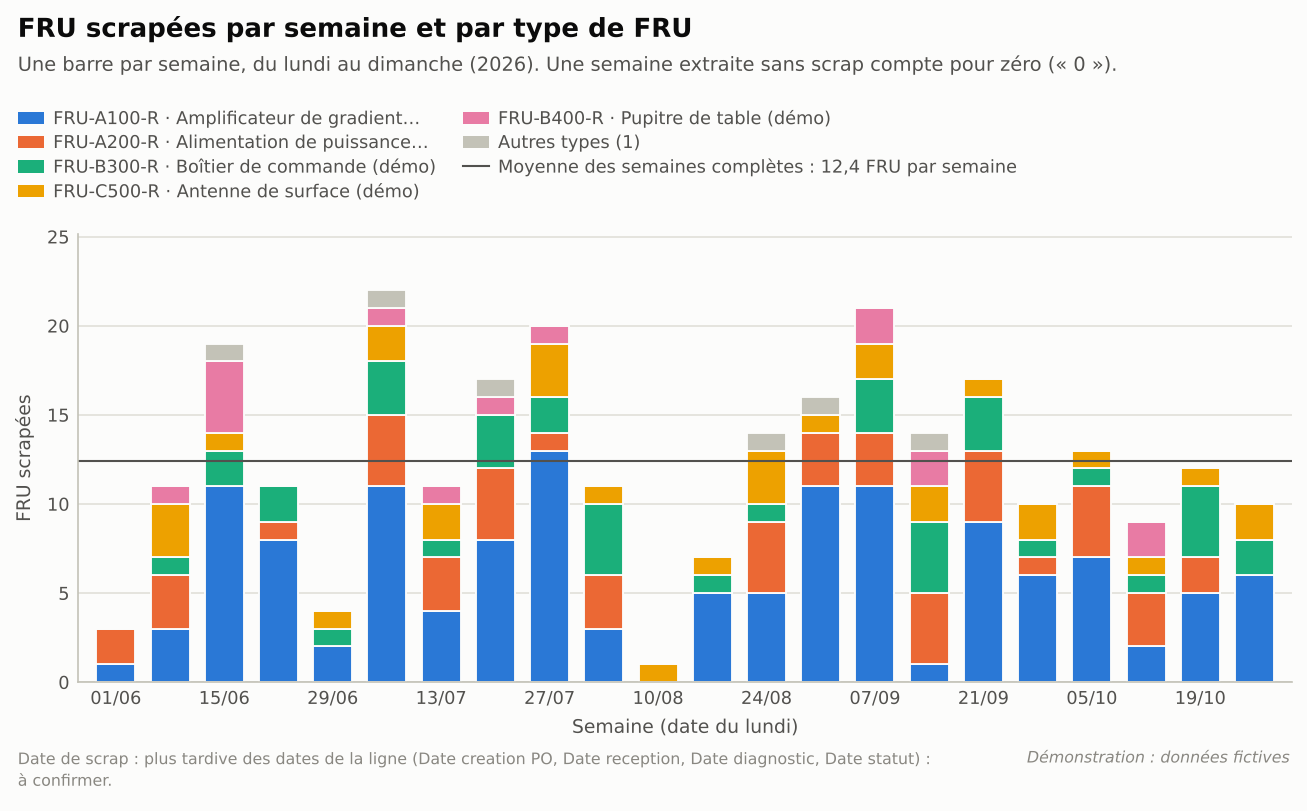 FRU scrapées par semaine et par type de FRU
Une barre par semaine, du lundi au dimanche (2026). Une semaine extraite sans scrap compte pour zéro (« 0 »).
FRU-A100-R · Amplificateur de gradient…
FRU-A200-R · Alimentation de puissance…
FRU-B300-R · Boîtier de commande (démo)
FRU-C500-R · Antenne de surface (démo)
FRU-B400-R · Pupitre de table (démo)
Autres types (1)
Moyenne des semaines complètes : 12,4 FRU par semaine
FRU scrapées
25
20
15
10
5
0
01/06 15/06 29/06 13/07 27/07 10/08 24/08 07/09 21/09 05/10 19/10
Semaine (date du lundi)
Date de scrap : plus tardive des dates de la ligne (Date creation PO, Date reception, Date diagnostic, Date statut) :
à confirmer.
Démonstration : données fictives